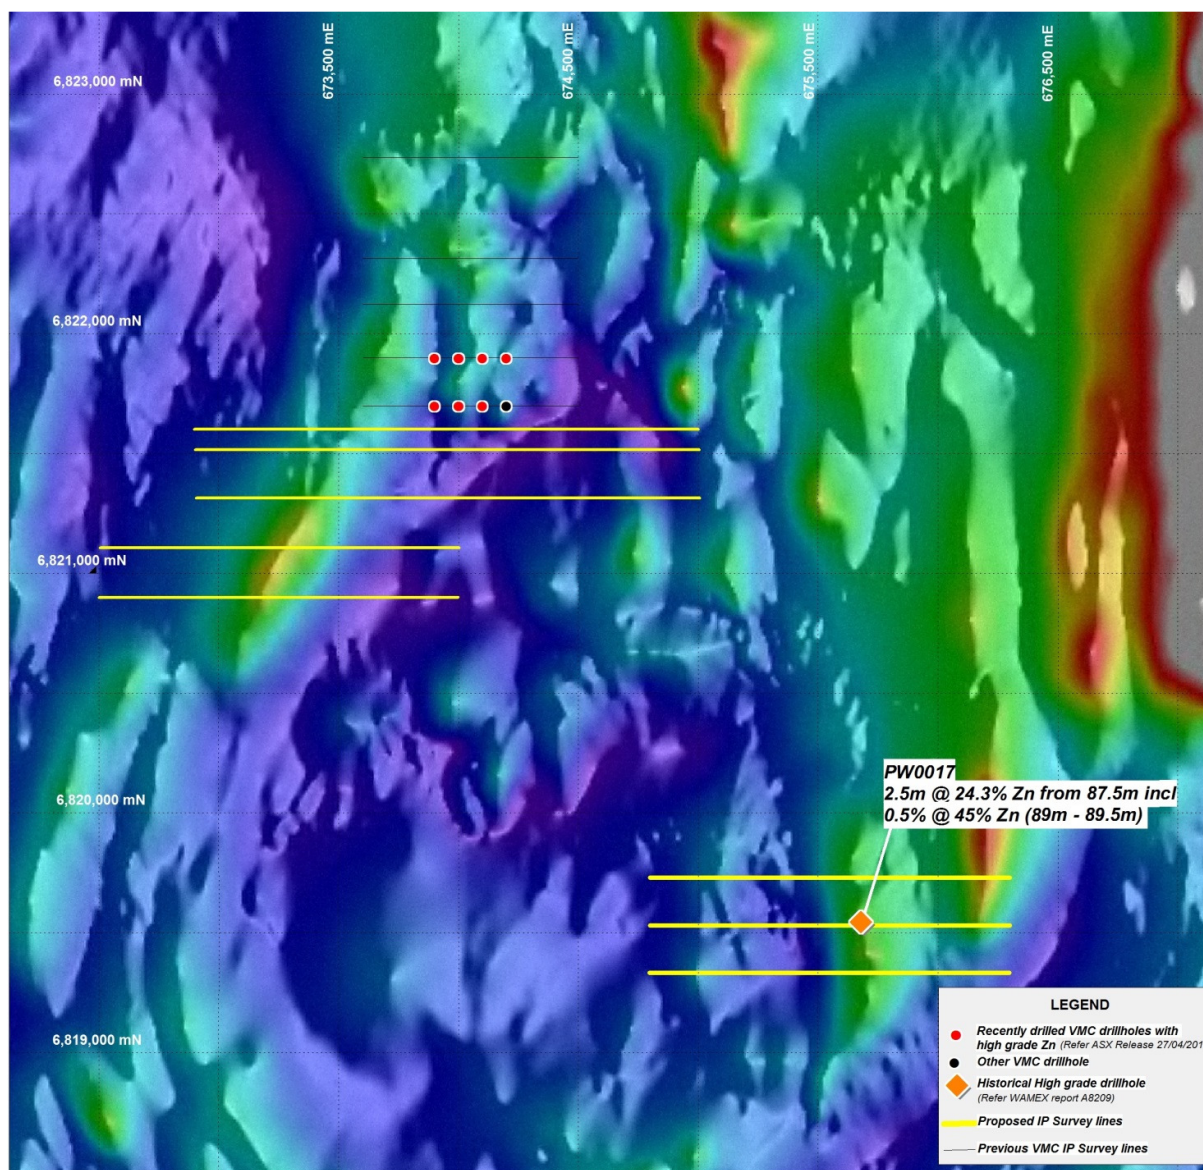 673,500 mE
674,500 mE
675,500 mE
676,500 mE
6,823,000 mN
6,822,000 mN
6,821,000 mN
6,820,000 mN
6,819,000 mN
PW0017
2.5m @ 24.3% Zn from 87.5m incl
0.5% @ 45% Zn (89m - 89.5m)
LEGEND
Recently drilled VMC drillholes with
high grade Zn (Refer ASX Release 27/04/201
Other VMC drillhole
Historical High grade drillhole
(Refer WAMEX report A8209)
Proposed IP Survey lines
Previous VMC IP Survey lines